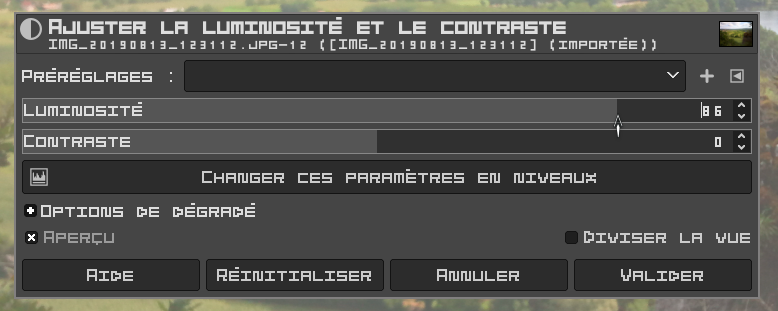 Ajuster la luminosité et le contraste
IMG_20190813_123112.JPG-12 ([IMG_20190813_123112] (importée))
Préréglages :
Luminosité 86
Contraste 0
Changer ces paramètres en niveaux
Options de dégradé
Aperçu Diviser la vue
Aide Réinitialiser Annuler Valider